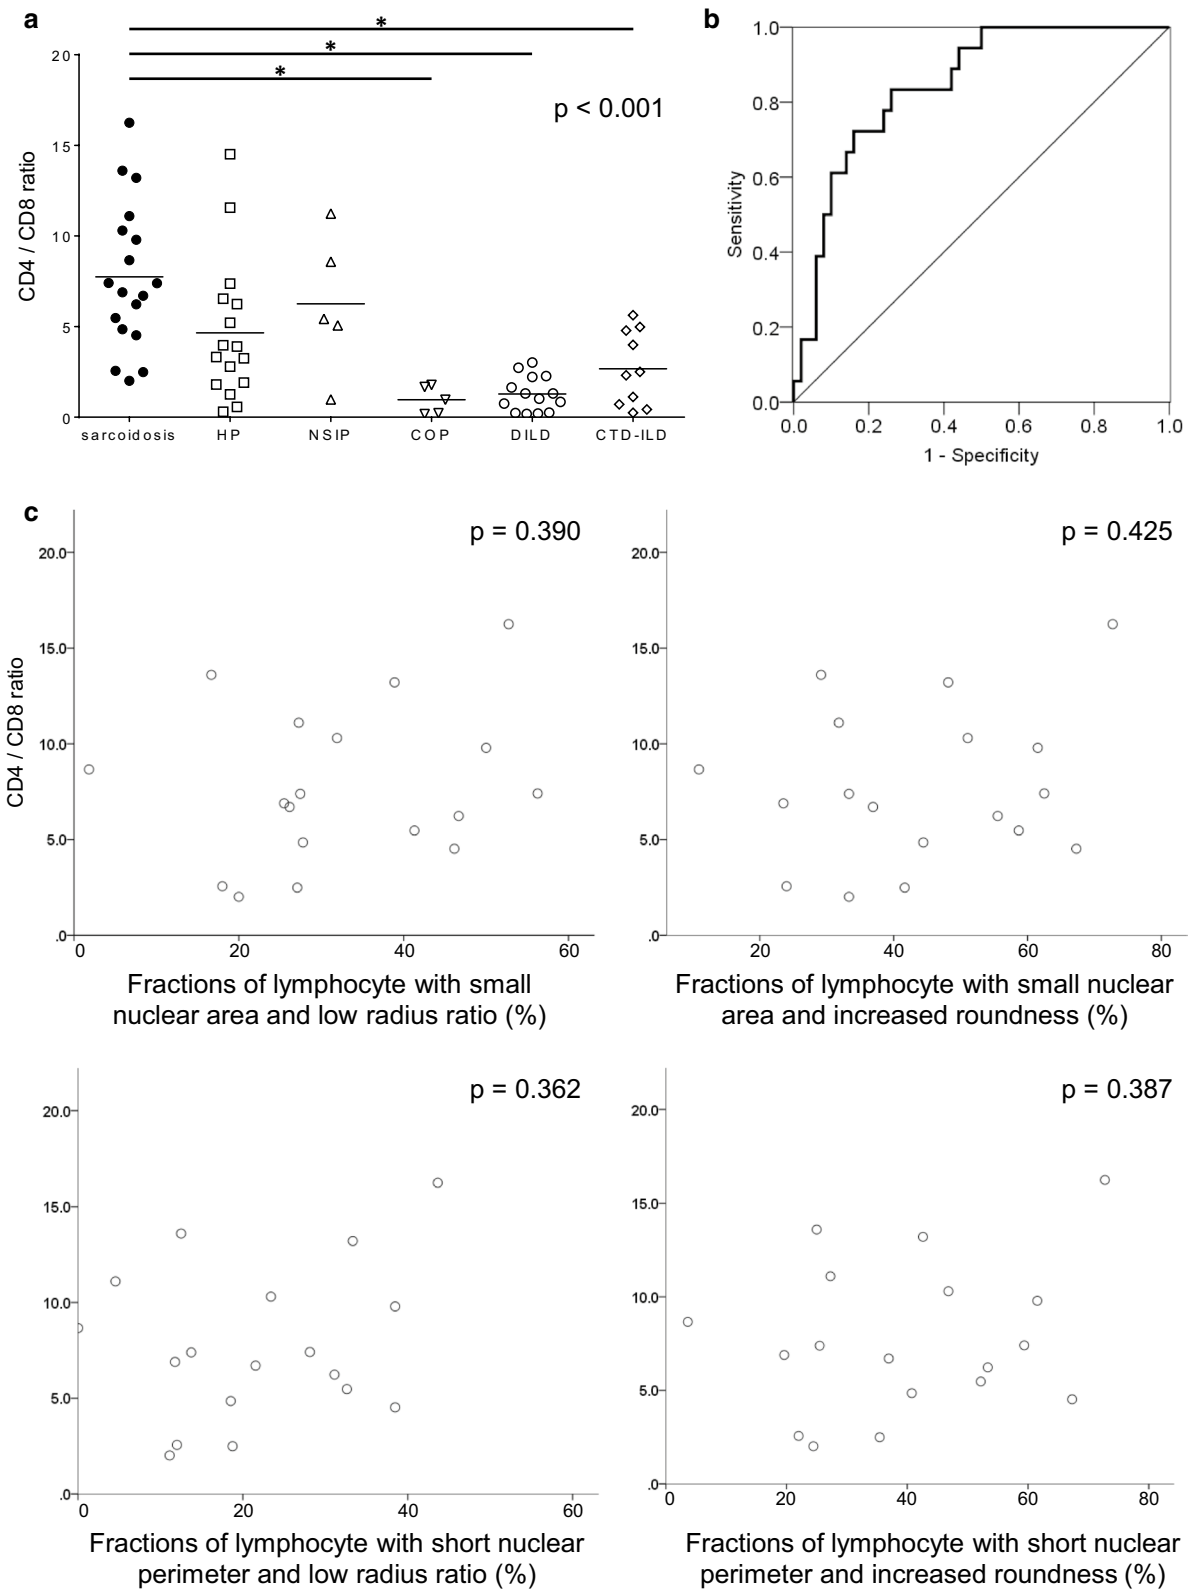 a
*
*
*
p < 0.001
CD4 / CD8 ratio
20
15
10
5
0
sarcoidosis HP NSIP COP DILD CTD-ILD
b
Sensitivity
1.0
0.8
0.6
0.4
0.2
0.0
0.0 0.2 0.4 0.6 0.8 1.0
1 - Specificity
c
p = 0.390
CD4 / CD8 ratio
20.0
15.0
10.0
5.0
.0
0 20 40 60
Fractions of lymphocyte with small
nuclear area and low radius ratio (%)
p = 0.425
20.0
15.0
10.0
5.0
.0
20 40 60 80
Fractions of lymphocyte with small nuclear
area and increased roundness (%)
p = 0.362
20.0
15.0
10.0
5.0
.0
0 20 40 60
Fractions of lymphocyte with short nuclear
perimeter and low radius ratio (%)
p = 0.387
20.0
15.0
10.0
5.0
.0
0 20 40 60 80
Fractions of lymphocyte with short nuclear
perimeter and increased roundness (%)